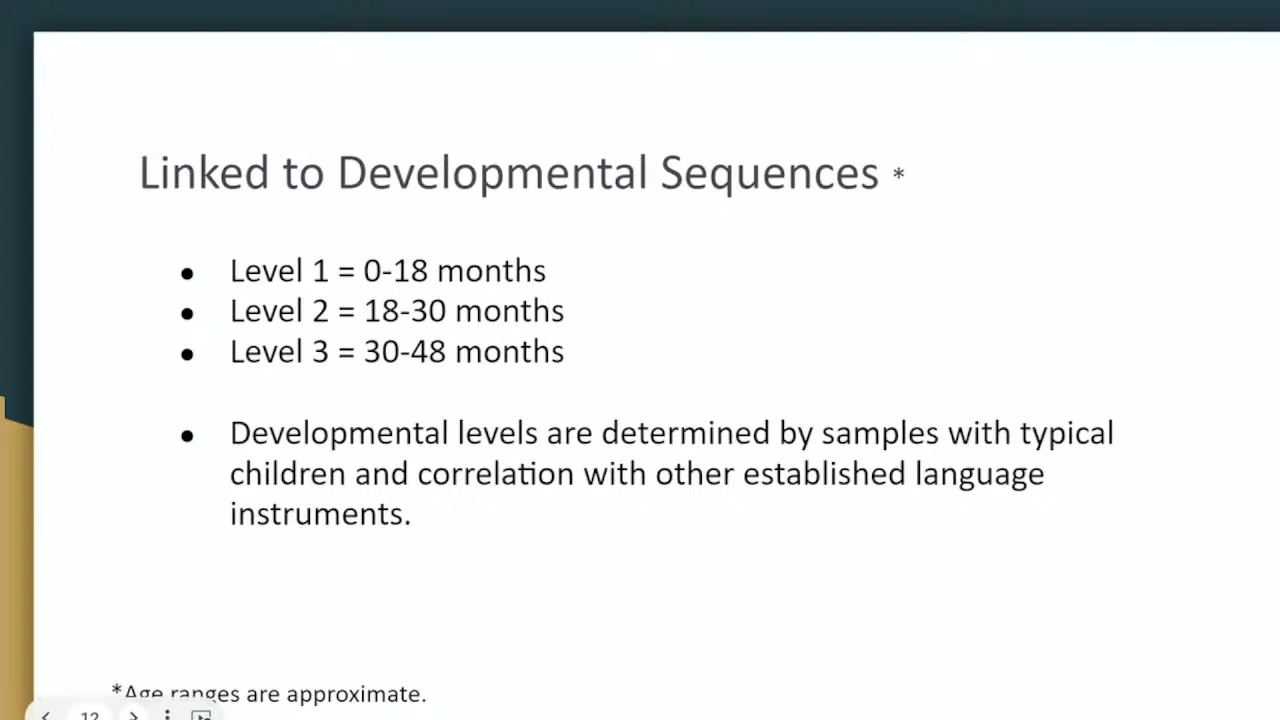 Linked to Developmental Sequences *
● Level 1 = 0-18 months
● Level 2 = 18-30 months
● Level 3 = 30-48 months
● Developmental levels are determined by samples with typical
children and correlation with other established language
instruments.
*Age ranges are approximate.
12